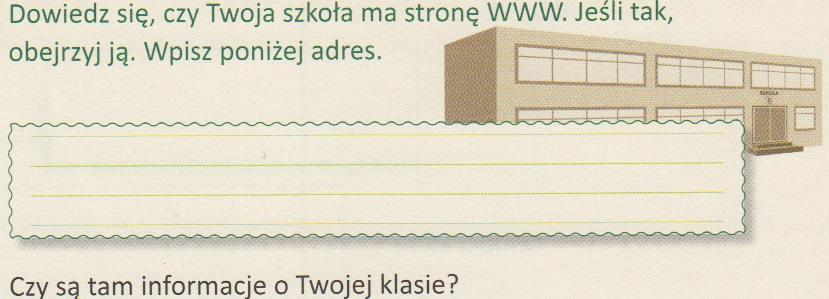 Dowiedz się, czy Twoja szkoła ma stronę WWW. Jeśli tak,
obejrzyj ją. Wpisz poniżej adres.
SZKOŁA
Czy są tam informacje o Twojej klasie?